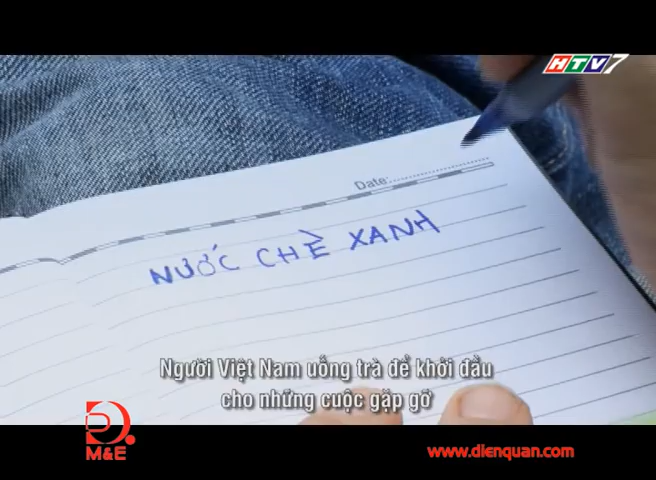 HTV7
Date:
NƯỚC CHÈ XANH
Người Việt Nam uống trà để khởi đầu
cho những cuộc gặp gỡ
D.
M&E
www.dienquan.com